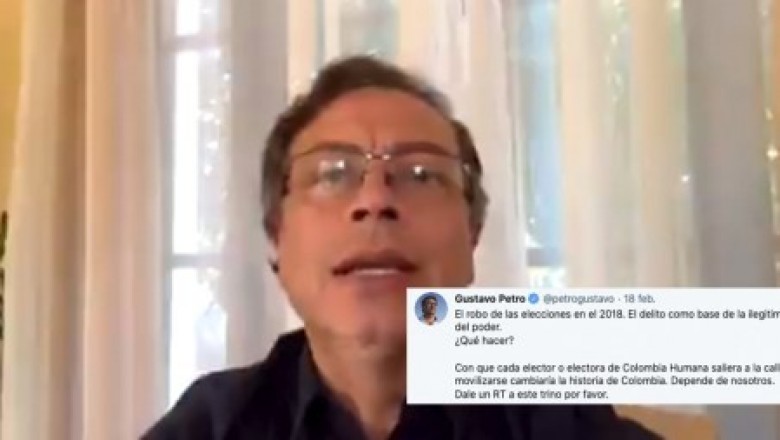 Gustavo Petro @petrogustavo · 18 feb.
El robo de las elecciones en el 2018. El delito como base de la ilegitim
del poder.
¿Qué hacer?
Con que cada elector o electora de Colombia Humana saliera a la call
movilizarse cambiaría la historia de Colombia. Depende de nosotros.
Dale un RT a este trino por favor.